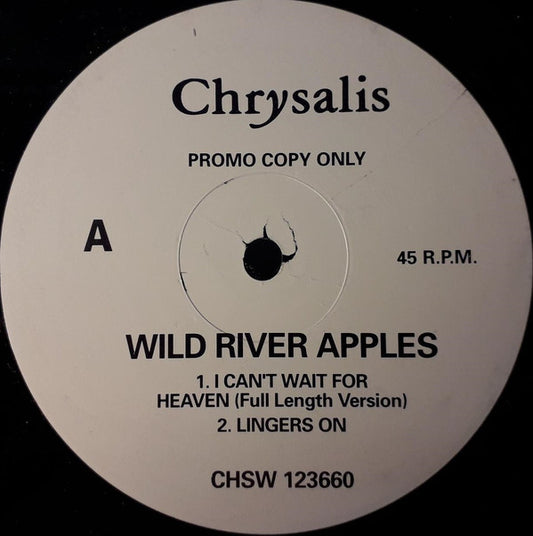 Chrysalis
PROMO COPY ONLY
A
45 R.P.M.
WILD RIVER APPLES
1. I CAN'T WAIT FOR
HEAVEN (Full Length Version)
2. LINGERS ON
CHSW 123660